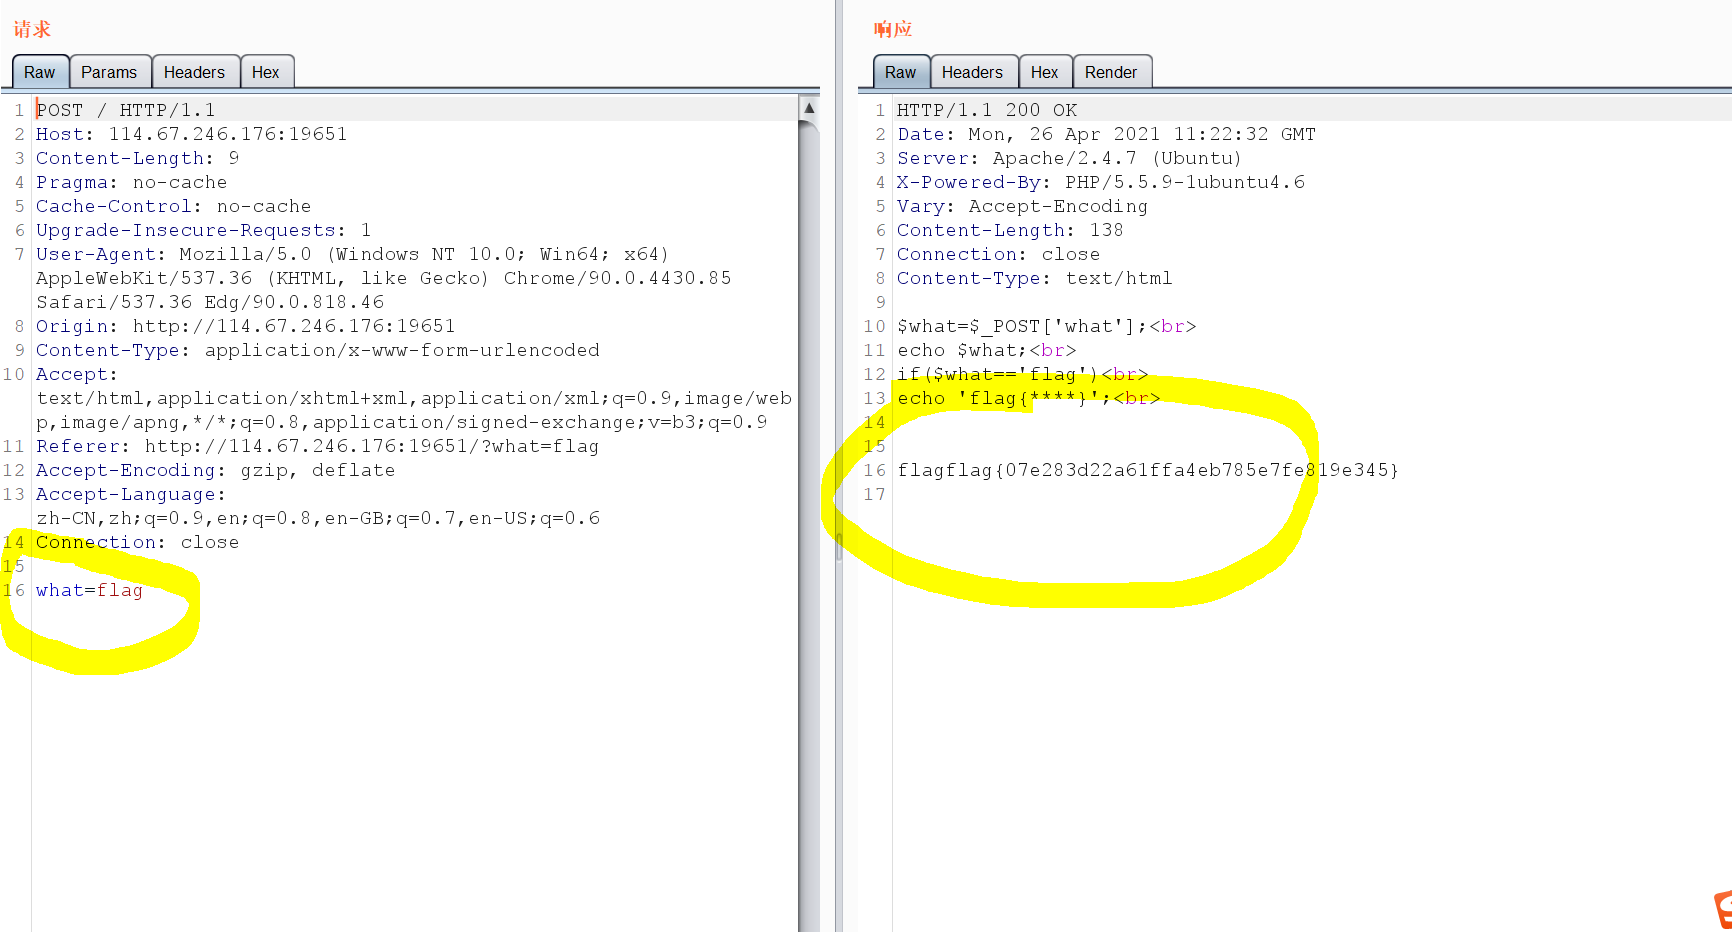 请求
Raw Params Headers Hex
1 POST / HTTP/1.1
2 Host: 114.67.246.176:19651
3 Content-Length: 9
4 Pragma: no-cache
5 Cache-Control: no-cache
6 Upgrade-Insecure-Requests: 1
7 User-Agent: Mozilla/5.0 (Windows NT 10.0; Win64; x64)
AppleWebKit/537.36 (KHTML, like Gecko) Chrome/90.0.4430.85
Safari/537.36 Edg/90.0.818.46
8 Origin: http://114.67.246.176:19651
9 Content-Type: application/x-www-form-urlencoded
10 Accept:
text/html,application/xhtml+xml,application/xml;q=0.9,image/web
p,image/apng,*/*;q=0.8,application/signed-exchange;v=b3;q=0.9
11 Referer: http://114.67.246.176:19651/?what=flag
12 Accept-Encoding: gzip, deflate
13 Accept-Language:
zh-CN,zh;q=0.9,en;q=0.8,en-GB;q=0.7,en-US;q=0.6
14 Connection: close
15
16 what=flag
响应
Raw Headers Hex Render
1 HTTP/1.1 200 OK
2 Date: Mon, 26 Apr 2021 11:22:32 GMT
3 Server: Apache/2.4.7 (Ubuntu)
4 X-Powered-By: PHP/5.5.9-1ubuntu4.6
5 Vary: Accept-Encoding
6 Content-Length: 138
7 Connection: close
8 Content-Type: text/html
9
10 $what=$_POST['what'];<br>
11 echo $what;<br>
12 if($what=='flag')<br>
13 echo 'flag{****}';<br>
14
15
16 flagflag{07e283d22a61ffa4eb785e7fe819e345}
17